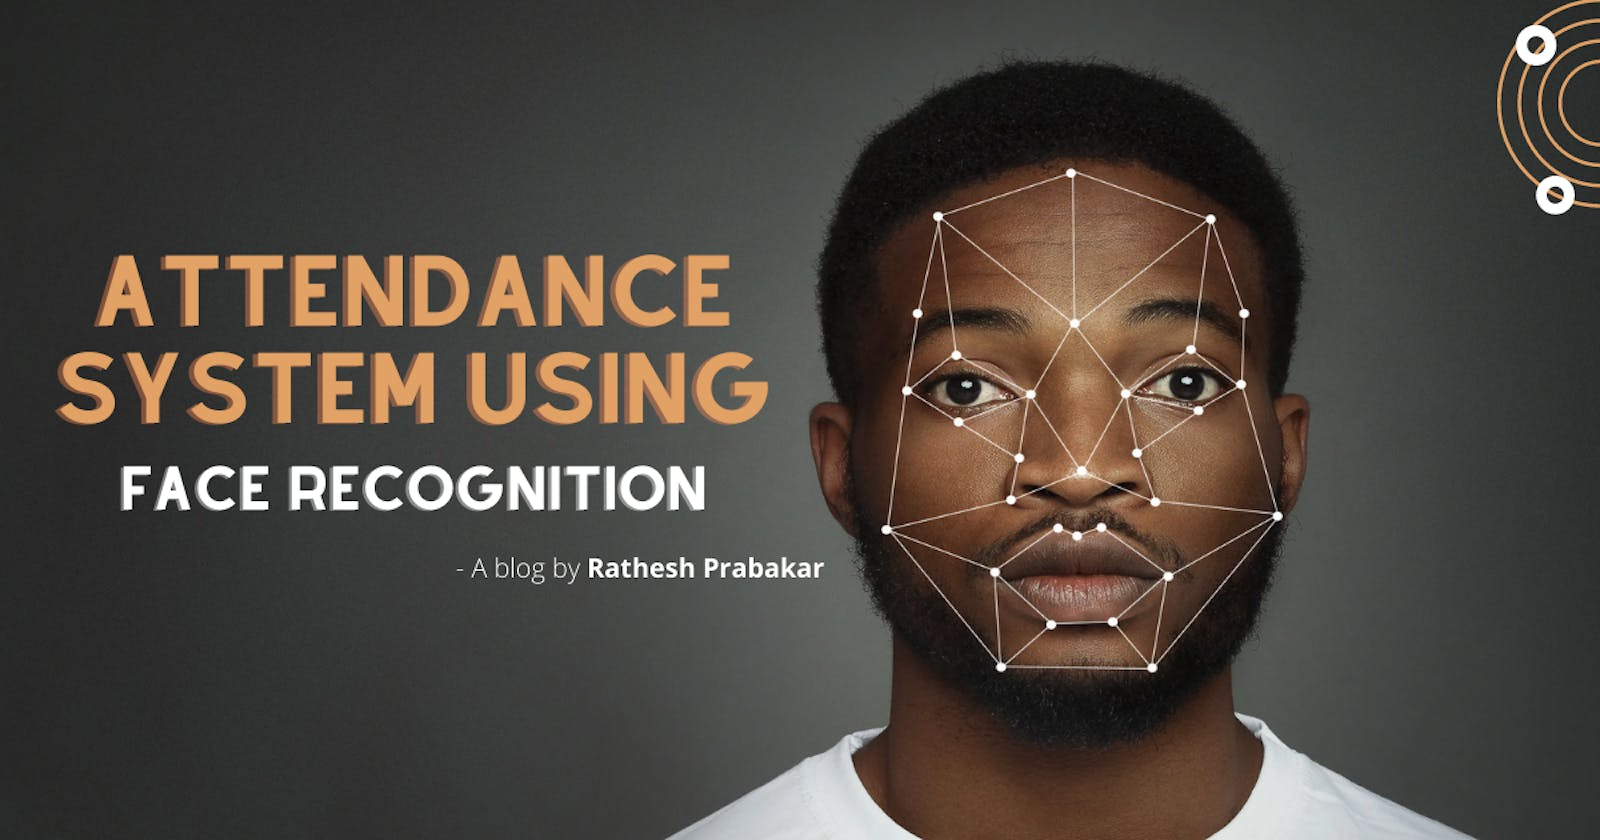 ATTENDANCE
SYSTEM USING
FACE RECOGNITION
- A blog by Rathesh Prabakar